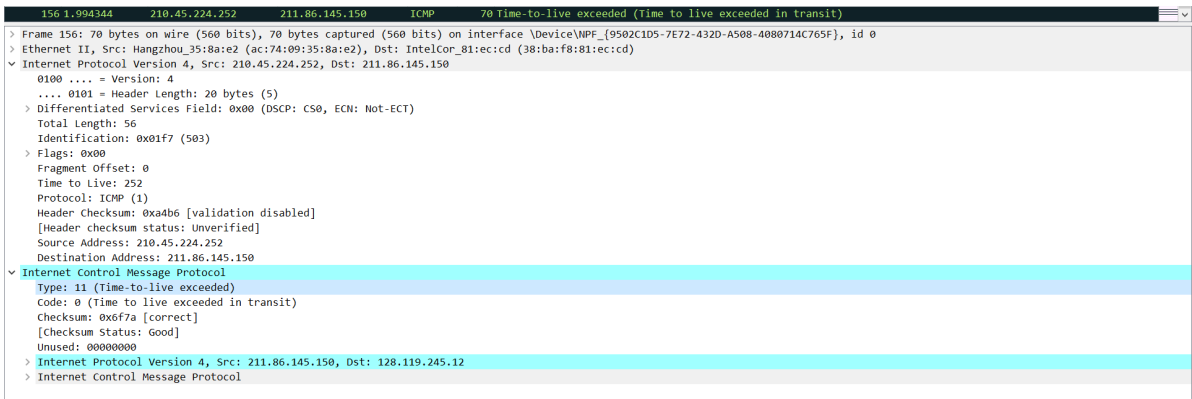 156 1.994344 210.45.224.252 211.86.145.150 ICMP 70 Time-to-live exceeded (Time to live exceeded in transit)
Frame 156: 70 bytes on wire (560 bits), 70 bytes captured (560 bits) on interface \Device\NPF_{9502C1D5-7E72-432D-A508-4080714C765F}, id 0
Ethernet II, Src: Hangzhou_35:8a:e2 (ac:74:09:35:8a:e2), Dst: IntelCor_81:ec:cd (38:ba:f8:81:ec:cd)
Internet Protocol Version 4, Src: 210.45.224.252, Dst: 211.86.145.150
0100 .... = Version: 4
.... 0101 = Header Length: 20 bytes (5)
Differentiated Services Field: 0x00 (DSCP: CS0, ECN: Not-ECT)
Total Length: 56
Identification: 0x01f7 (503)
Flags: 0x00
Fragment Offset: 0
Time to Live: 252
Protocol: ICMP (1)
Header Checksum: 0xa4b6 [validation disabled]
[Header checksum status: Unverified]
Source Address: 210.45.224.252
Destination Address: 211.86.145.150
Internet Control Message Protocol
Type: 11 (Time-to-live exceeded)
Code: 0 (Time to live exceeded in transit)
Checksum: 0x6f7a [correct]
[Checksum Status: Good]
Unused: 00000000
Internet Protocol Version 4, Src: 211.86.145.150, Dst: 128.119.245.12
Internet Control Message Protocol